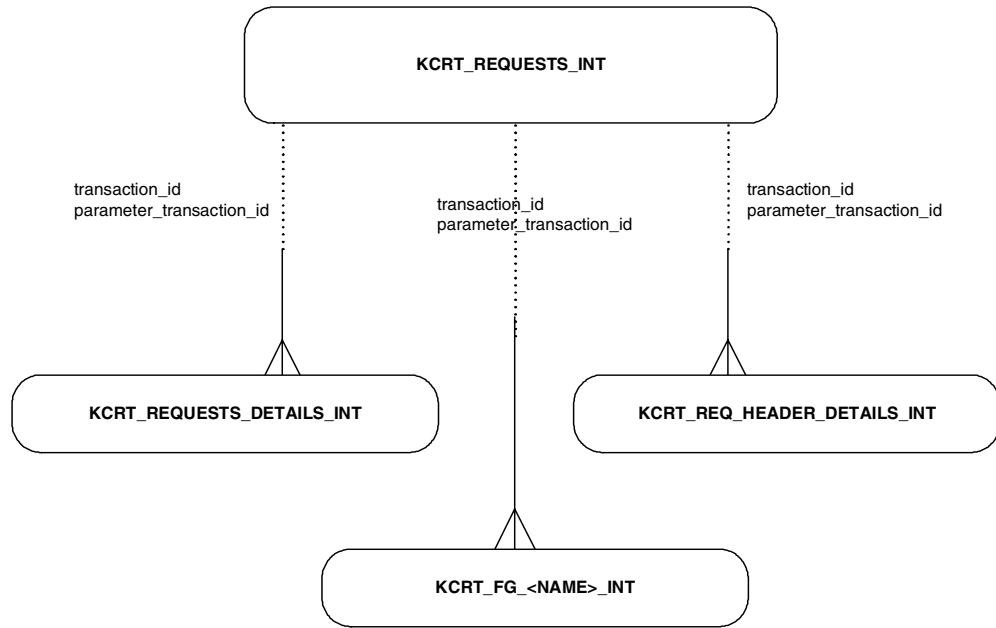 KCRT_REQUESTS_INT
transaction_id
parameter_transaction_id
transaction_id
parameter_transaction_id
transaction_id
parameter_transaction_id
KCRT_REQUESTS_DETAILS_INT
KCRT_REQ_HEADER_DETAILS_INT
KCRT_FG_<NAME>_INT